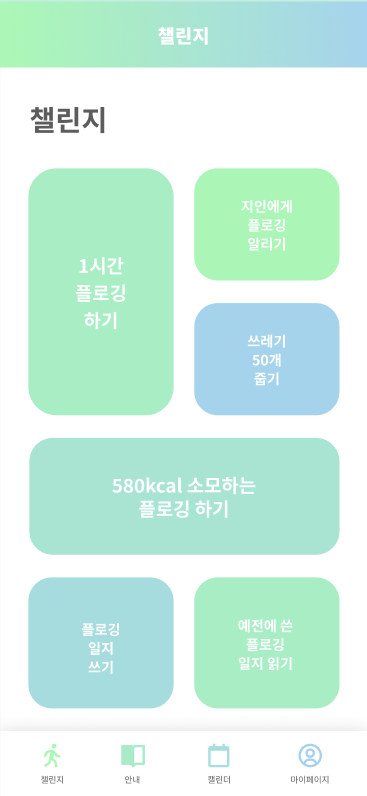 챌린지
챌린지
1시간
플로깅
하기
지인에게
플로깅
알리기
쓰레기
50개
줍기
580kcal 소모하는
플로깅 하기
플로깅
일지
쓰기
예전에 쓴
플로깅
일지 읽기
챌린지
안내
캘린더
마이페이지